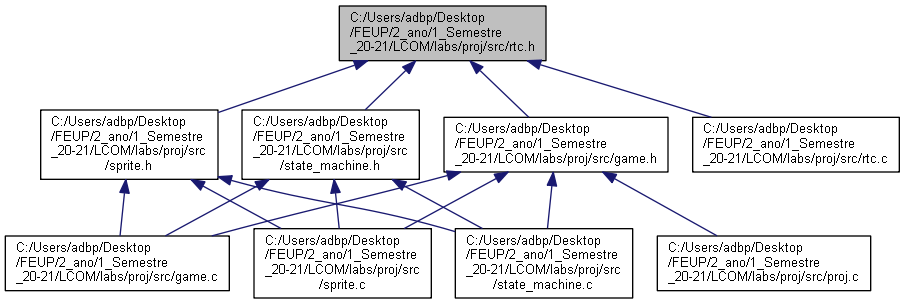 C:/Users/adbp/Desktop
/FEUP/2_ano/1_Semestre
_20-21/LCOM/labs/proj/src/rtc.h
C:/Users/adbp/Desktop
/FEUP/2_ano/1_Semestre
_20-21/LCOM/labs/proj/src
/sprite.h
C:/Users/adbp/Desktop
/FEUP/2_ano/1_Semestre
_20-21/LCOM/labs/proj/src
/state_machine.h
C:/Users/adbp/Desktop
/FEUP/2_ano/1_Semestre
_20-21/LCOM/labs/proj/src/game.h
C:/Users/adbp/Desktop
/FEUP/2_ano/1_Semestre
_20-21/LCOM/labs/proj/src/rtc.c
C:/Users/adbp/Desktop
/FEUP/2_ano/1_Semestre
_20-21/LCOM/labs/proj/src/game.c
C:/Users/adbp/Desktop
/FEUP/2_ano/1_Semestre
_20-21/LCOM/labs/proj/src
/sprite.c
C:/Users/adbp/Desktop
/FEUP/2_ano/1_Semestre
_20-21/LCOM/labs/proj/src
/state_machine.c
C:/Users/adbp/Desktop
/FEUP/2_ano/1_Semestre
_20-21/LCOM/labs/proj/src/proj.c